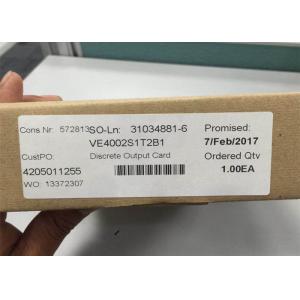 Cons Nr: 572813 SO-Ln: 31034881-6 Promised:
VE4002S1T2B1 7/Feb/2017
CustPO: Discrete Output Card Ordered Qty
4205011255 1.00EA
WO: 13372307